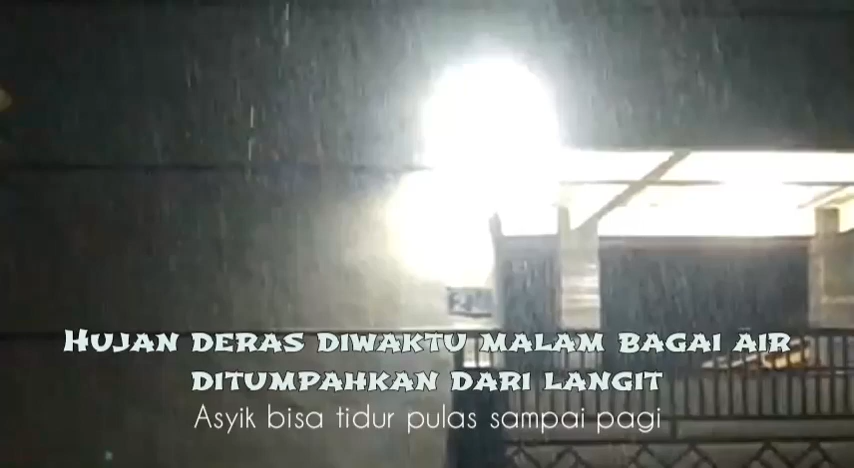 Hujan deras diwaktu malam bagai air
ditumpahkan dari langit
Asyik bisa tidur pulas sampai pagi